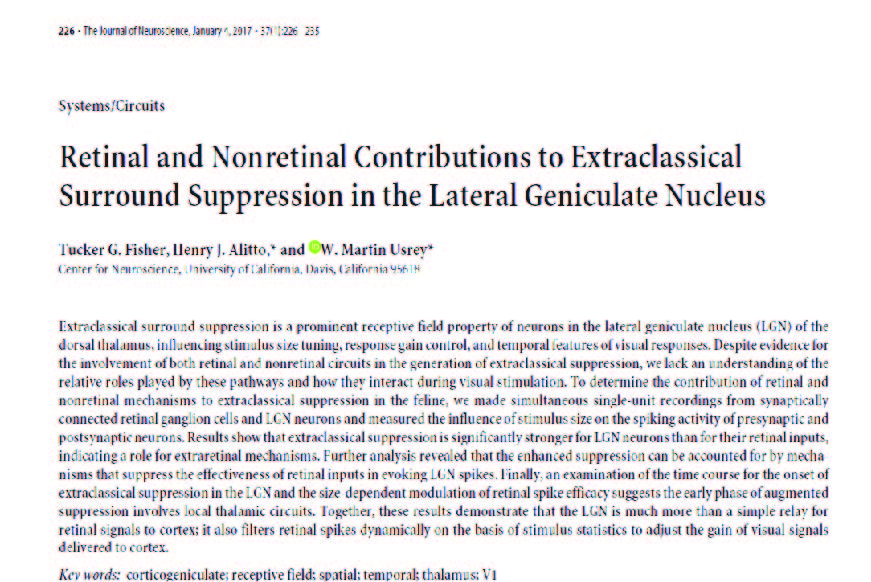 226 • The Journal of Neuroscience, January 4, 2017 • 37(1):226–235
Systems/Circuits
Retinal and Nonretinal Contributions to Extraclassical
Surround Suppression in the Lateral Geniculate Nucleus
Tucker G. Fisher, Henry J. Alitto,* and W. Martin Usrey*
Center for Neuroscience, University of California, Davis, California 95618
Extraclassical surround suppression is a prominent receptive field property of neurons in the lateral geniculate nucleus (LGN) of the
dorsal thalamus, influencing stimulus size tuning, response gain control, and temporal features of visual responses. Despite evidence for
the involvement of both retinal and nonretinal circuits in the generation of extraclassical suppression, we lack an understanding of the
relative roles played by these pathways and how they interact during visual stimulation. To determine the contribution of retinal and
nonretinal mechanisms to extraclassical suppression in the feline, we made simultaneous single-unit recordings from synaptically
connected retinal ganglion cells and LGN neurons and measured the influence of stimulus size on the spiking activity of presynaptic and
postsynaptic neurons. Results show that extraclassical suppression is significantly stronger for LGN neurons than for their retinal inputs,
indicating a role for extraretinal mechanisms. Further analysis revealed that the enhanced suppression can be accounted for by mecha-
nisms that suppress the effectiveness of retinal inputs in evoking LGN spikes. Finally, an examination of the time course for the onset of
extraclassical suppression in the LGN and the size-dependent modulation of retinal spike efficacy suggests the early phase of augmented
suppression involves local thalamic circuits. Together, these results demonstrate that the LGN is much more than a simple relay for
retinal signals to cortex; it also filters retinal spikes dynamically on the basis of stimulus statistics to adjust the gain of visual signals
delivered to cortex.
Key words: corticogeniculate; receptive field; spatial; temporal; thalamus; V1